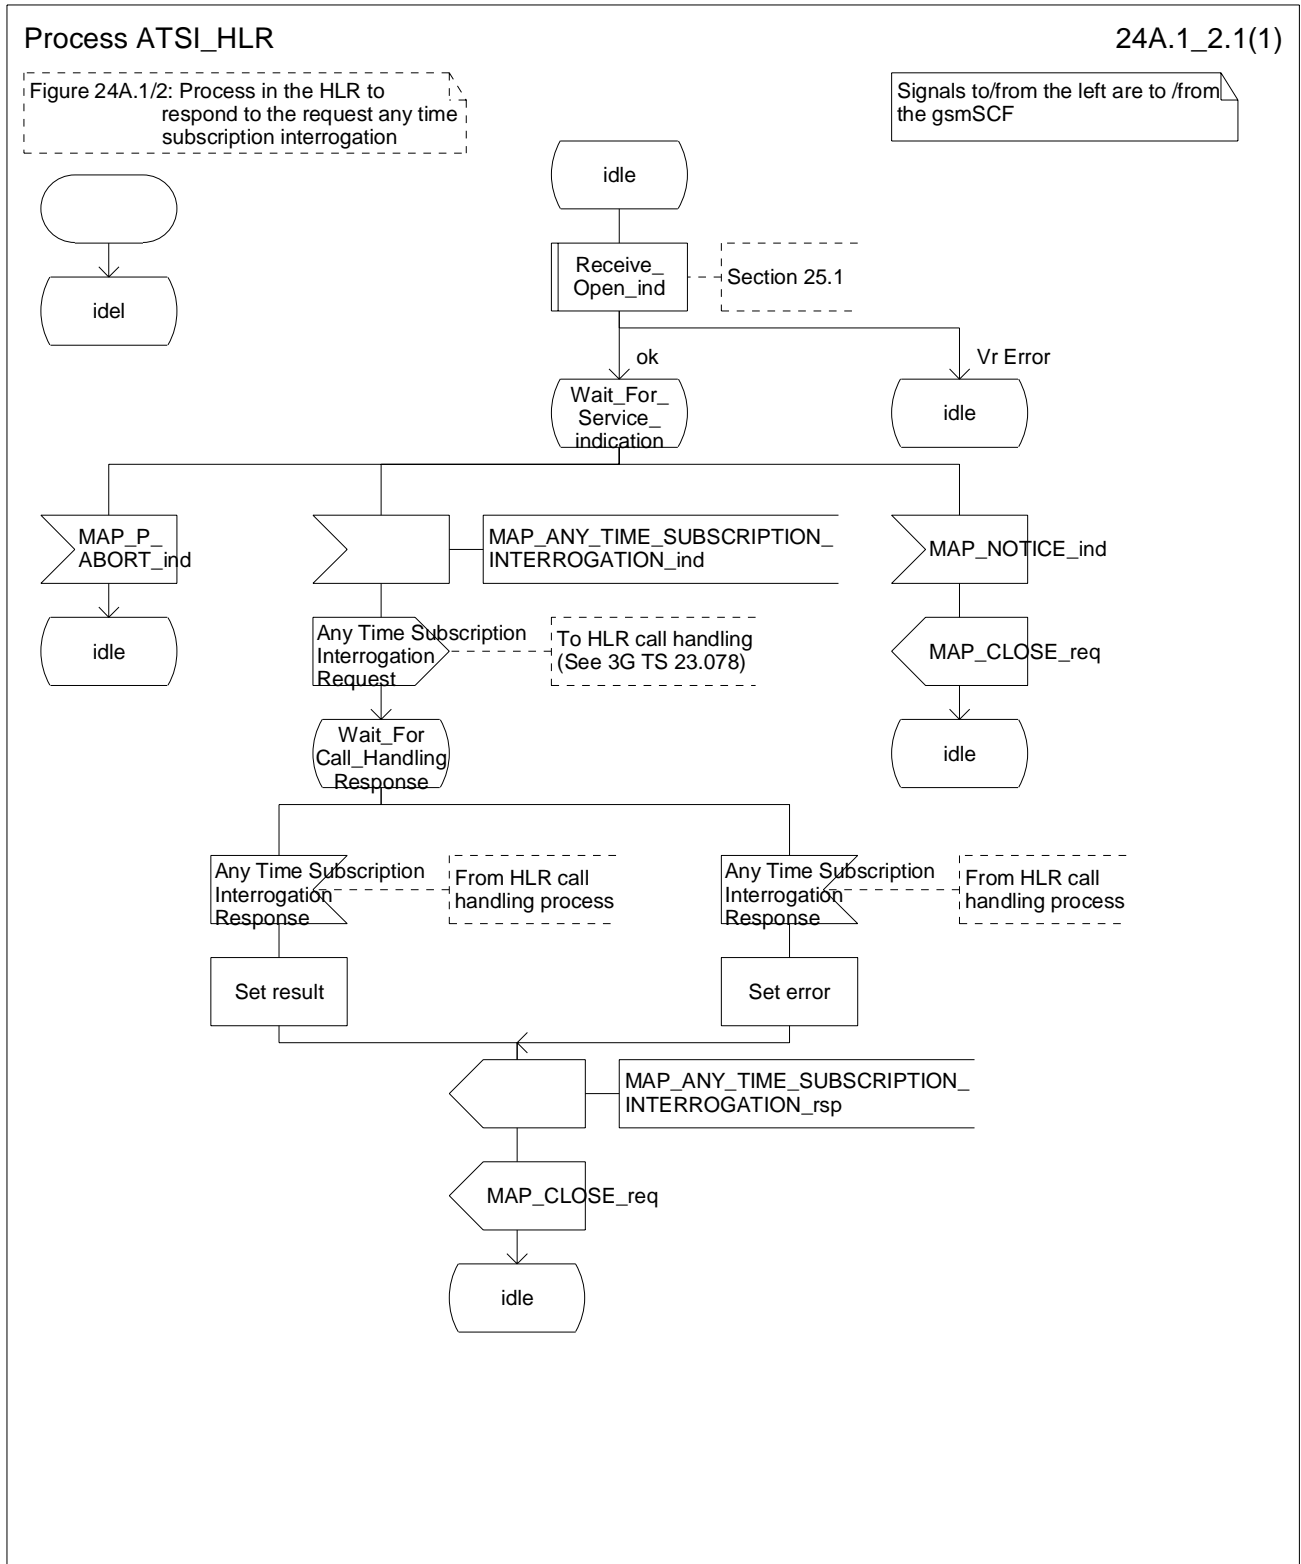 Process ATSI_HLR
24A.1_2.1(1)
Figure 24A.1/2: Process in the HLR to
respond to the request any time
subscription interrogation
Signals to/from the left are to /from
the gsmSCF
idle
idel
Receive_
Open_ind
Section 25.1
ok
Vr Error
Wait_For_
Service_
indication
idle
MAP_P_
ABORT_ind
MAP_ANY_TIME_SUBSCRIPTION_
INTERROGATION_ind
MAP_NOTICE_ind
idle
Any Time Subscription
Interrogation
Request
To HLR call handling
(See 3G TS 23.078)
MAP_CLOSE_req
Wait_For
Call_Handling
Response
idle
Any Time Subscription
Interrogation
Response
From HLR call
handling process
Any Time Subscription
Interrogation
Response
From HLR call
handling process
Set result
Set error
MAP_ANY_TIME_SUBSCRIPTION_
INTERROGATION_rsp
MAP_CLOSE_req
idle